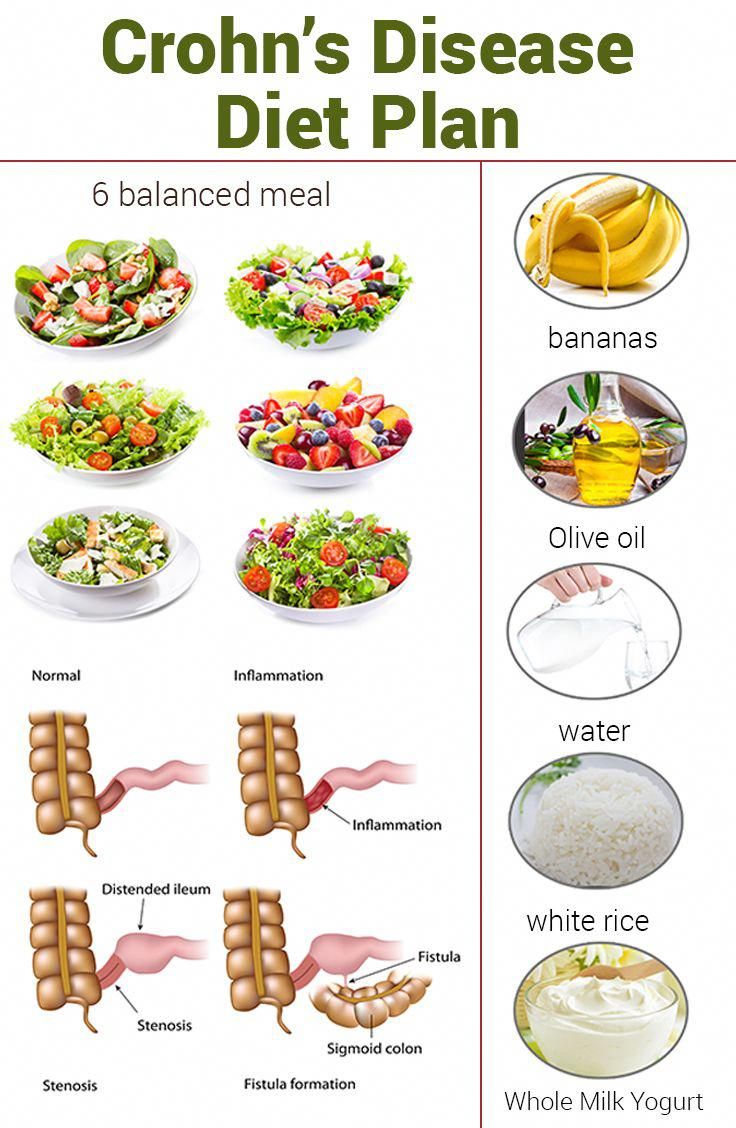 Crohn's Disease
Diet Plan
6 balanced meal
Normal
Inflammation
Inflammation
Distended ileum
Stenosis
Fistula
Sigmoid colon
Stenosis
Fistula formation
bananas
Olive oil
water
white rice
Whole Milk Yogurt